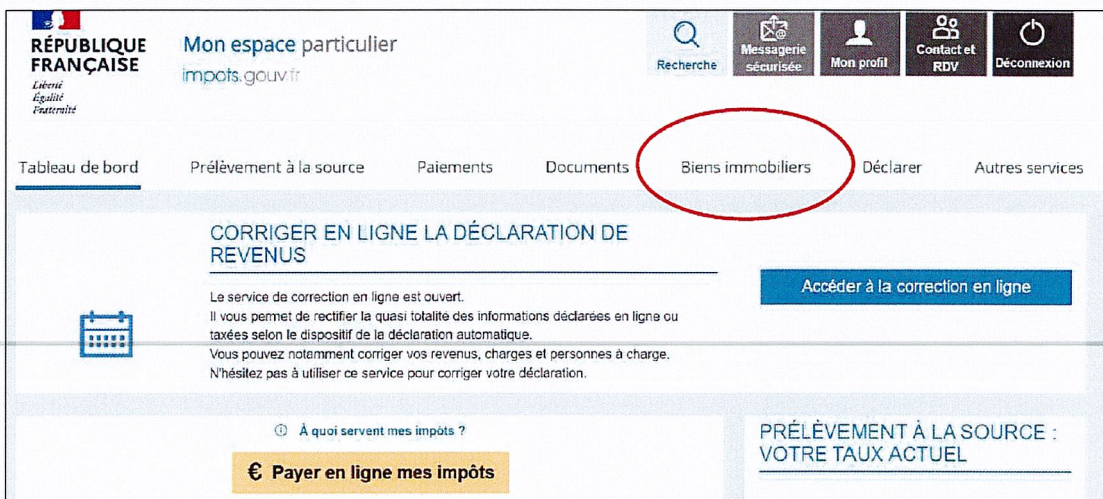 RÉPUBLIQUE
FRANÇAISE
Liberté
Égalité
Fraternité
Mon espace particulier
impots.gouv.fr
Recherche
Messagerie
sécurisée
Mon profil
Contact et
RDV
Déconnexion
Tableau de bord
Prélèvement à la source
Paiements
Documents
Biens immobiliers
Déclarer
Autres services
CORRIGER EN LIGNE LA DÉCLARATION DE
REVENUS
Le service de correction en ligne est ouvert.
Il vous permet de rectifier la quasi totalité des informations déclarées en ligne ou
taxées selon le dispositif de la déclaration automatique.
Vous pouvez notamment corriger vos revenus, charges et personnes à charge.
N'hésitez pas à utiliser ce service pour corriger votre déclaration.
Accéder à la correction en ligne
À quoi servent mes impôts ?
€ Payer en ligne mes impôts
PRÉLÈVEMENT À LA SOURCE :
VOTRE TAUX ACTUEL